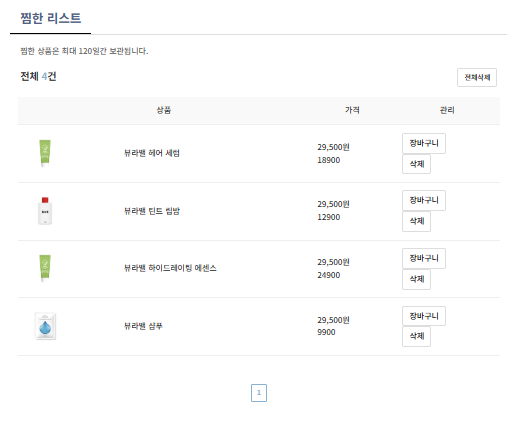 찜한 리스트
찜한 상품은 최대 120일간 보관됩니다.
전체 4건
전체삭제
상품 가격 관리
뷰라밸 헤어 세럼
29,500원
18900
장바구니
삭제
뷰라밸 틴트 립밤
29,500원
12900
장바구니
삭제
뷰라밸 하이드레이팅 에센스
29,500원
24900
장바구니
삭제
뷰라밸 샴푸
29,500원
9900
장바구니
삭제
1